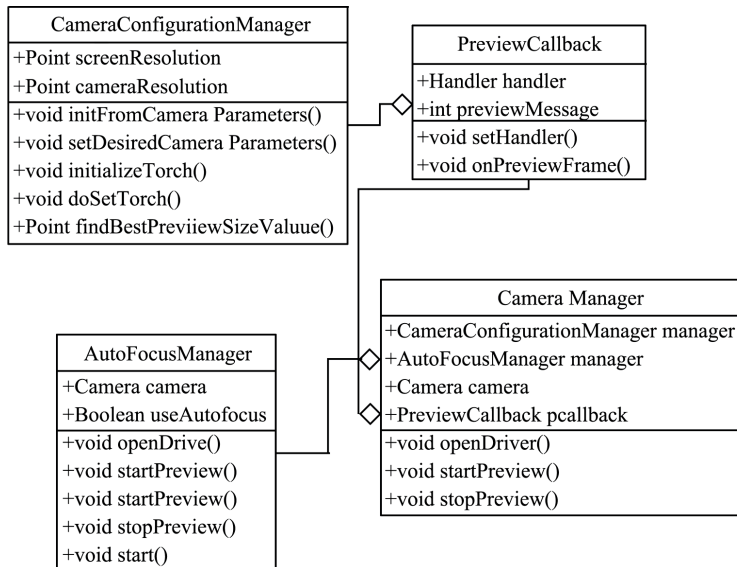 CameraConfigurationManager
+Point screenResolution
+Point cameraResolution
+void initFromCamera Parameters()
+void setDesiredCamera Parameters()
+void initializeTorch()
+void doSetTorch()
+Point findBestPreviiewSizeValuue()
PreviewCallback
+Handler handler
+int previewMessage
+void setHandler()
+void onPreviewFrame()
AutoFocusManager
+Camera camera
+Boolean useAutofocus
+void openDrive()
+void startPreview()
+void startPreview()
+void stopPreview()
+void start()
Camera Manager
+CameraConfigurationManager manager
+AutoFocusManager manager
+Camera camera
+PreviewCallback pcallback
+void openDriver()
+void startPreview()
+void stopPreview()